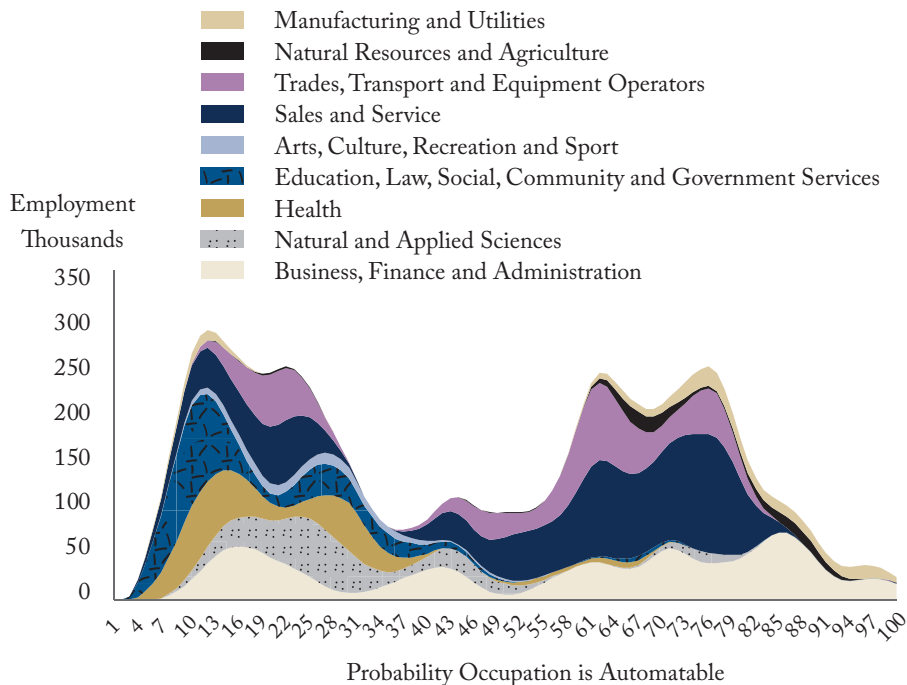 Manufacturing and Utilities
Natural Resources and Agriculture
Trades, Transport and Equipment Operators
Sales and Service
Arts, Culture, Recreation and Sport
Education, Law, Social, Community and Government Services
Health
Natural and Applied Sciences
Business, Finance and Administration
Employment
Thousands
350
300
250
200
150
100
50
0
1 4 7 10 13 16 19 22 25 28 31 34 37 40 43 46 49 52 55 58 61 64 67 70 73 76 79 82 85 88 91 94 97 100
Probability Occupation is Automatable